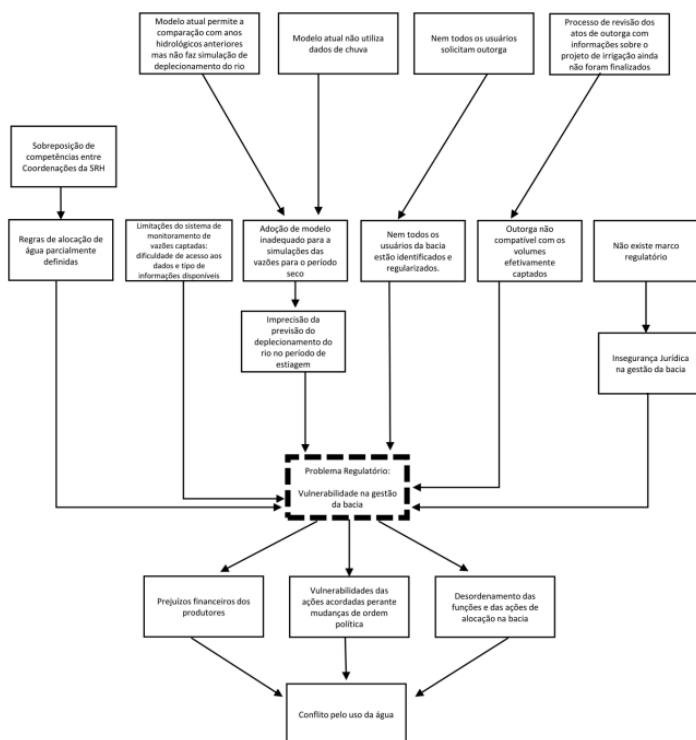 Modelo atual permite a
comparação com anos
hidrológicos anteriores
mas não faz simulação de
deplecionamento do rio
Modelo atual não utiliza
dados de chuva
Nem todos os usuários
solicitam outorga
Processo de revisão dos
atos de outorga com
informações sobre o
projeto de irrigação ainda
não foram finalizados
Sobreposição de
competências entre
Coordenações da SRH
Regras de alocação de
água parcialmente
definidas
Limitações do sistema de
monitoramento de
vazões captadas:
dificuldade de acesso aos
dados e tipo de
informações disponíveis
Adoção de modelo
inadequado para a
simulações das
vazões para o período
seco
Nem todos os
usuários da bacia
estão identificados e
regularizados.
Outorga não
compatível com os
volumes
efetivamente
captados
Não existe marco
regulatório
Imprecisão da
previsão do
deplecionamento do
rio no período de
estiagem
Insegurança Jurídica
na gestão da bacia
Problema Regulatório:
Vulnerabilidade na gestão
da bacia
Prejuízos financeiros dos
produtores
Vulnerabilidades das
ações acordadas perante
mudanças de ordem
política
Desordenamento das
funções e das ações de
alocação na bacia
Conflito pelo uso da água